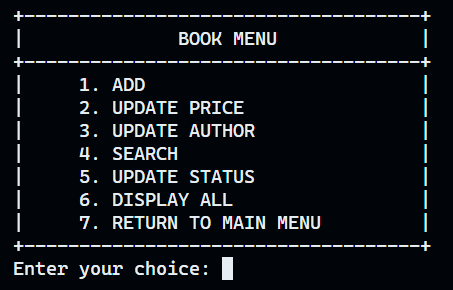 BOOK MENU
1. ADD
2. UPDATE PRICE
3. UPDATE AUTHOR
4. SEARCH
5. UPDATE STATUS
6. DISPLAY ALL
7. RETURN TO MAIN MENU
Enter your choice: